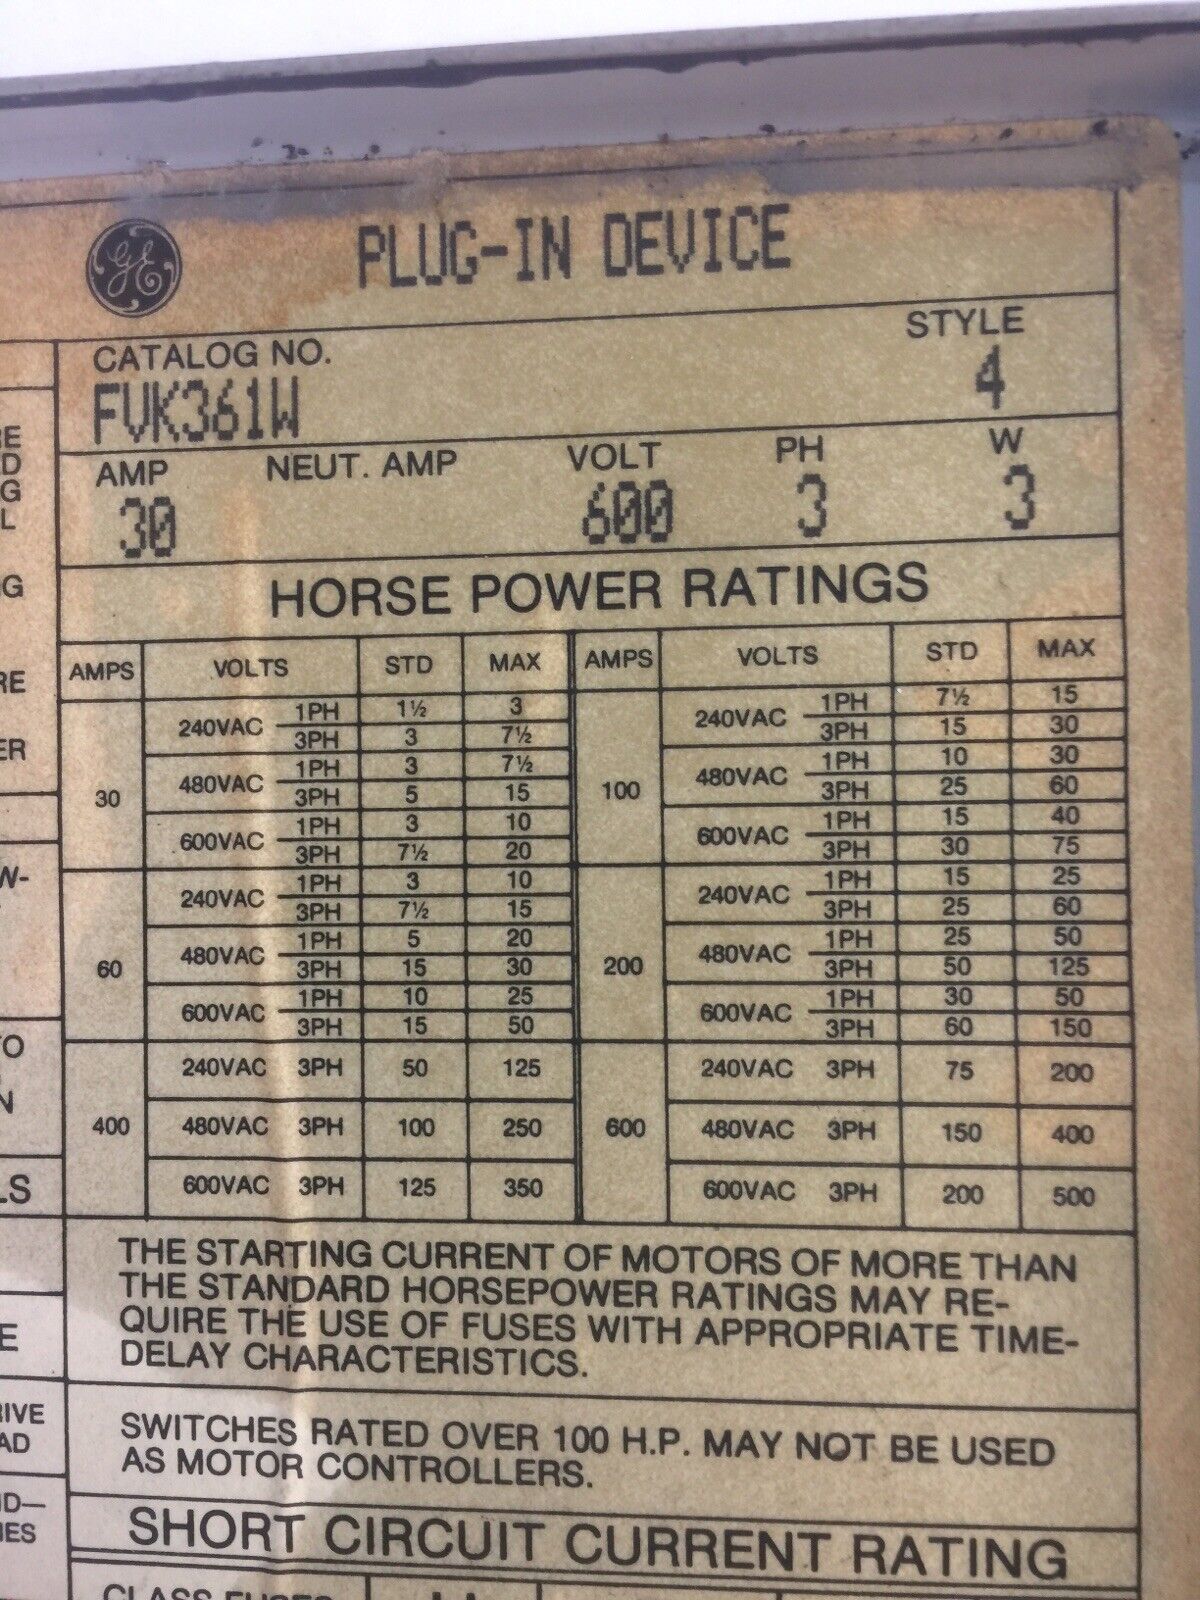 GE PLUG-IN DEVICE
CATALOG NO. STYLE
FVK361W 4
AMP NEUT. AMP VOLT PH W
30 600 3 3
HORSE POWER RATINGS
AMPS VOLTS STD MAX AMPS VOLTS STD MAX
30 240VAC 1PH 1½ 3
3PH 3 7½
480VAC 1PH 3 7½
3PH 5 15
600VAC 1PH 3 10
3PH 7½ 20
60 240VAC 1PH 3 10
3PH 7½ 15
480VAC 1PH 5 20
3PH 15 30
600VAC 1PH 10 25
3PH 15 50
400 240VAC 3PH 50 125
480VAC 3PH 100 250
600VAC 3PH 125 350
100 240VAC 1PH 7½ 15
3PH 15 30
480VAC 1PH 10 30
3PH 25 60
600VAC 1PH 15 40
3PH 30 75
200 240VAC 1PH 15 25
3PH 25 60
480VAC 1PH 25 50
3PH 50 125
600VAC 1PH 30 50
3PH 60 150
600 240VAC 3PH 75 200
480VAC 3PH 150 400
600VAC 3PH 200 500
THE STARTING CURRENT OF MOTORS OF MORE THAN
THE STANDARD HORSEPOWER RATINGS MAY RE-
QUIRE THE USE OF FUSES WITH APPROPRIATE TIME-
DELAY CHARACTERISTICS.
SWITCHES RATED OVER 100 H.P. MAY NOT BE USED
AS MOTOR CONTROLLERS.
SHORT CIRCUIT CURRENT RATING
CLASS FUSES